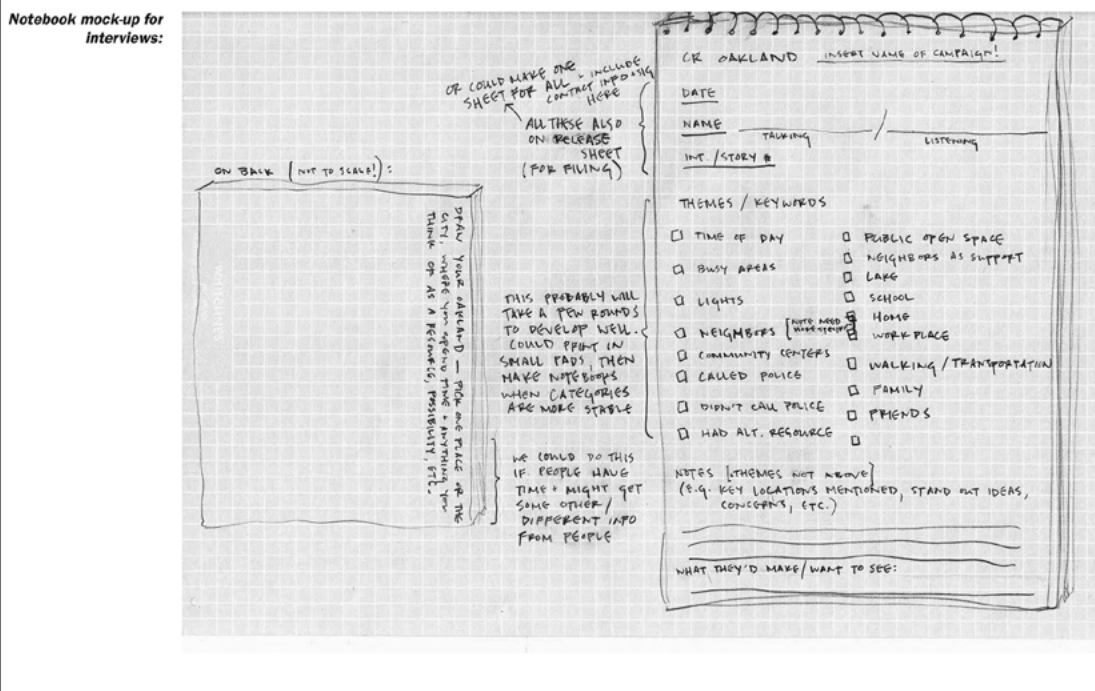 Notebook mock-up for
interviews:
OR COULD MAKE ONE
SHEET FOR ALL + INCLUDE
CONTACT INFO + SIG
HERE
ALL THESE ALSO
ON RELEASE
SHEET
(FOR FILING)
ON BACK (NOT TO SCALE!):
DRAW YOUR OAKLAND — PICK ONE PLACE OR THE
CITY, WHERE YOU SPEND TIME + ANYTHING YOU
THINK OF AS A RESOURCE, POSSIBILITY, ETC.
THIS PROBABLY WILL
TAKE A FEW ROUNDS
TO DEVELOP WELL.
COULD PRINT IN
SMALL PADS, THEN
MAKE NOTEBOOKS
WHEN CATEGORIES
ARE MORE STABLE
WE COULD DO THIS
IF PEOPLE HAVE
TIME + MIGHT GET
SOME OTHER/
DIFFERENT INFO
FROM PEOPLE
CR OAKLAND INSERT NAME OF CAMPAIGN!
DATE
NAME /
TALKING LISTENING
INT./STORY #
THEMES / KEYWORDS
TIME OF DAY
BUSY AREAS
LIGHTS
NEIGHBORS [NOTE NEED
COMMUNITY CENTERS
CALLED POLICE
DIDN'T CALL POLICE
HAD ALT. RESOURCE
PUBLIC OPEN SPACE
NEIGHBORS AS SUPPORT
LAKE
SCHOOL
HOME
WORKPLACE
WALKING / TRANSPORTATION
FAMILY
FRIENDS
NOTES [THEMES NOT ABOVE]
(E.G. KEY LOCATIONS MENTIONED, STAND OUT IDEAS,
CONCERNS, ETC.)
WHAT THEY'D MAKE/WANT TO SEE: